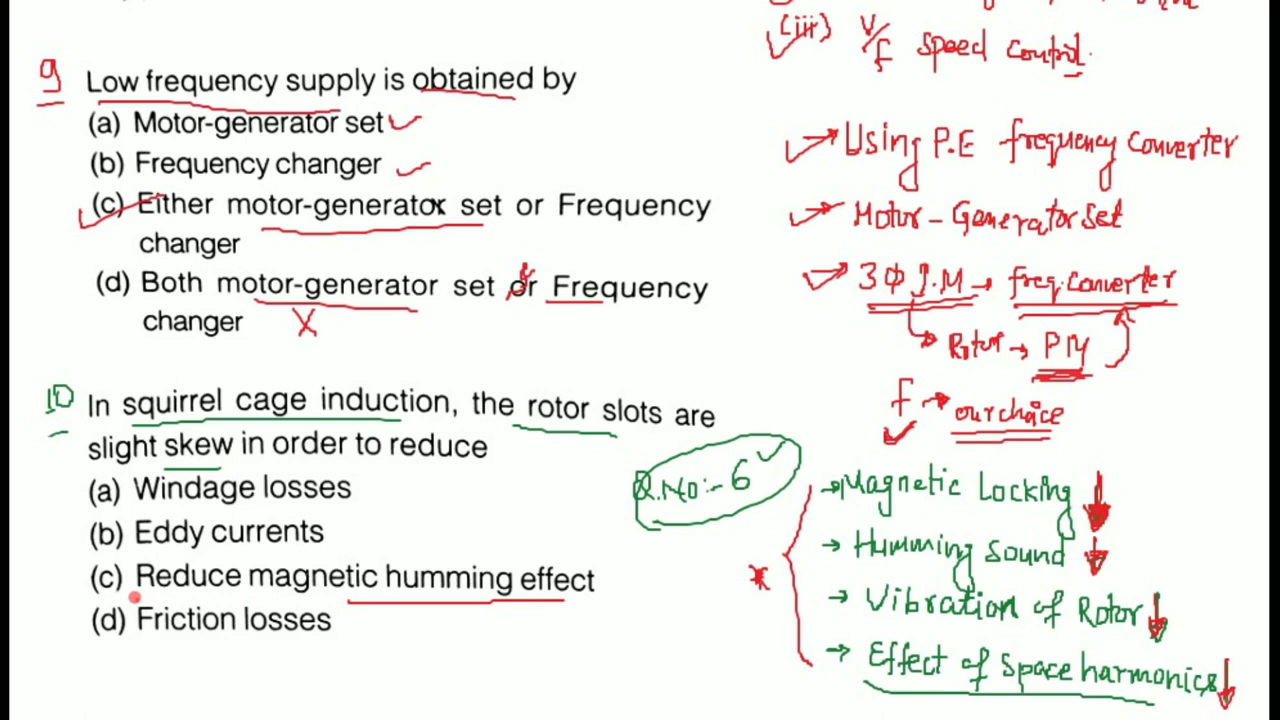 9 Low frequency supply is obtained by
(a) Motor-generator set
(b) Frequency changer
(c) Either motor-generator set or Frequency
changer
(d) Both motor-generator set or Frequency
changer
10 In squirrel cage induction, the rotor slots are
slight skew in order to reduce
(a) Windage losses
(b) Eddy currents
(c) Reduce magnetic humming effect
(d) Friction losses
Q.No:- 6
(iii) V/f speed control.
Using P.E frequency converter
Motor - Generator set
3Φ I.M → freq.converter
Rotor → PM
f → our choice
→ Magnetic Locking ↓
→ Humming sound ↓
→ Vibration of Rotor ↓
→ Effect of Space harmonics ↓